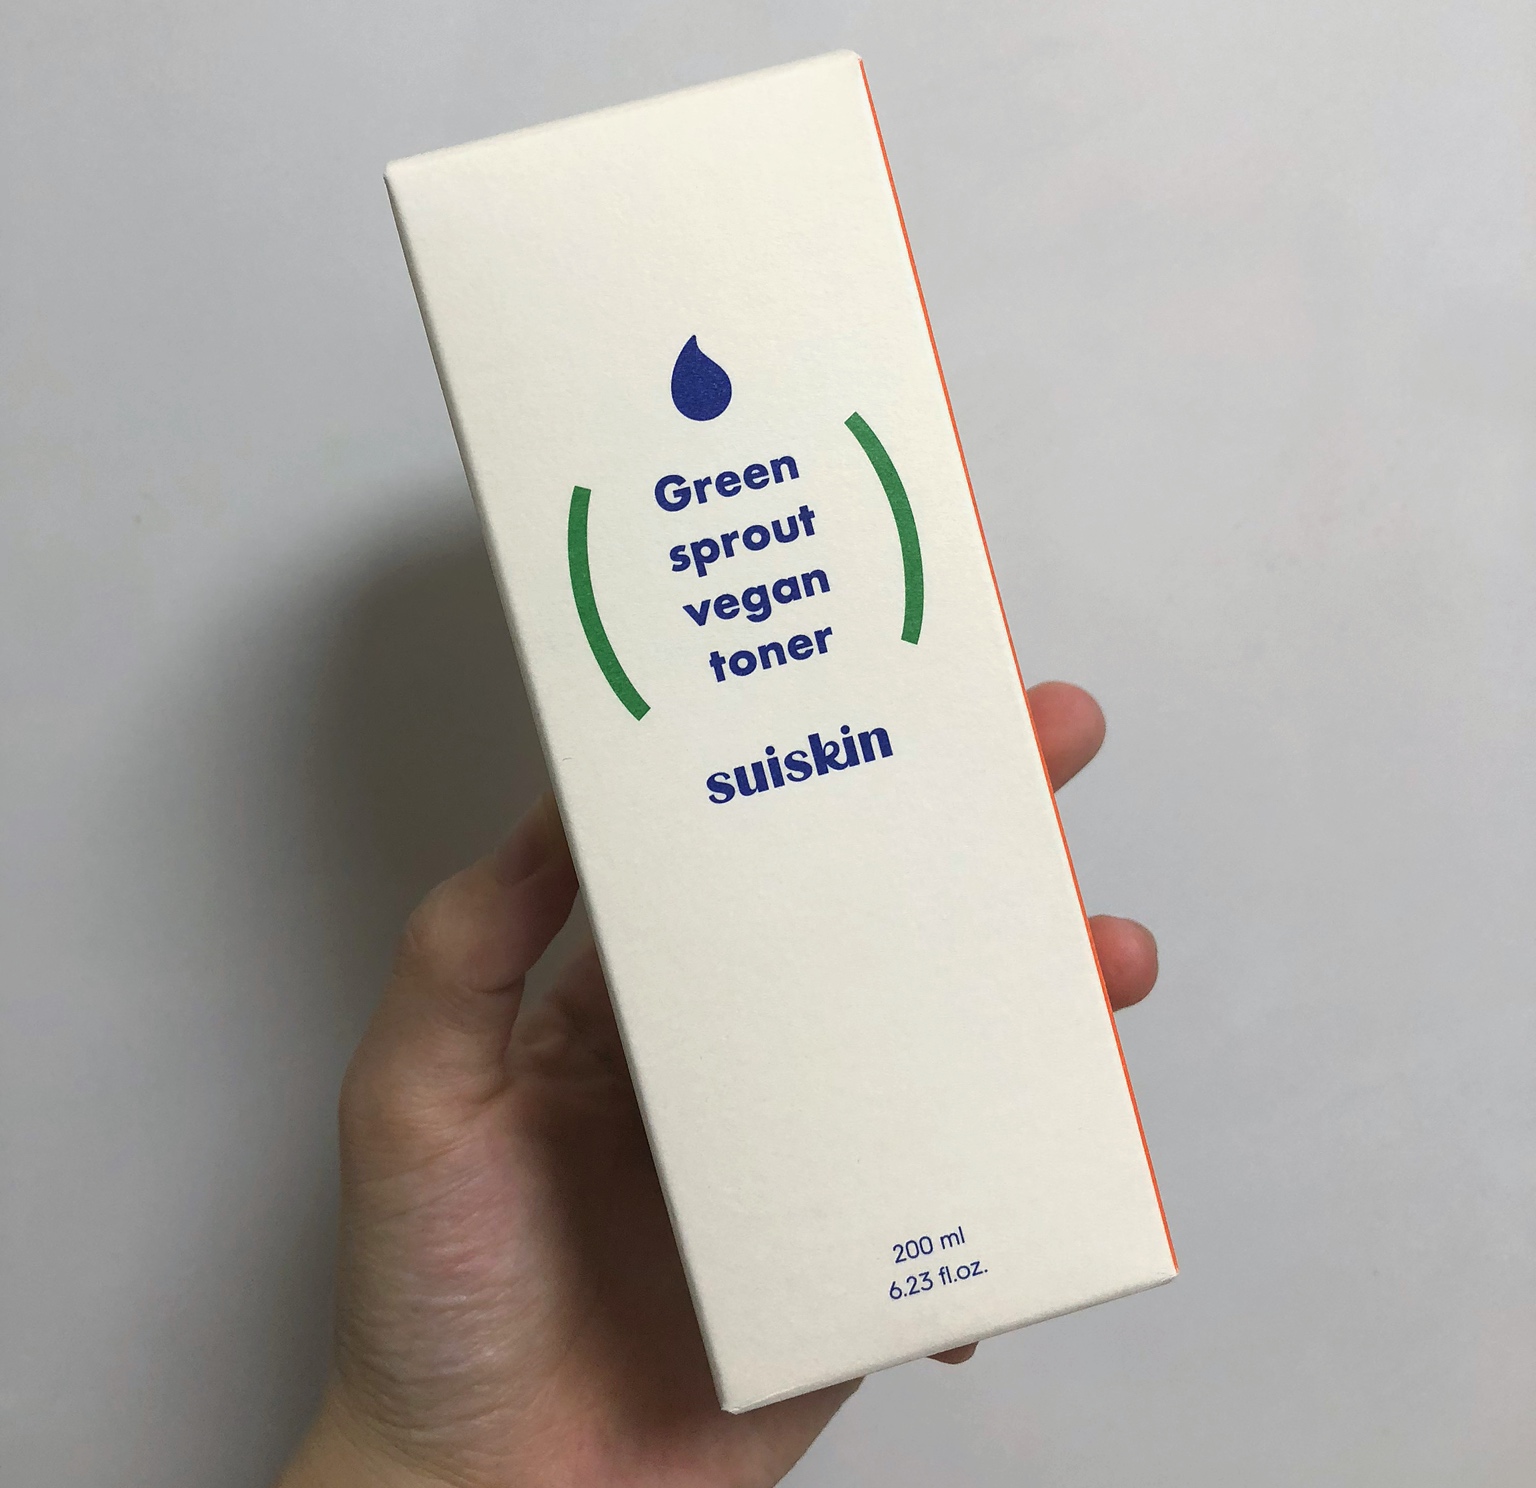 Green
sprout
vegan
toner
suiskin
200 ml
6.23 fl.oz.